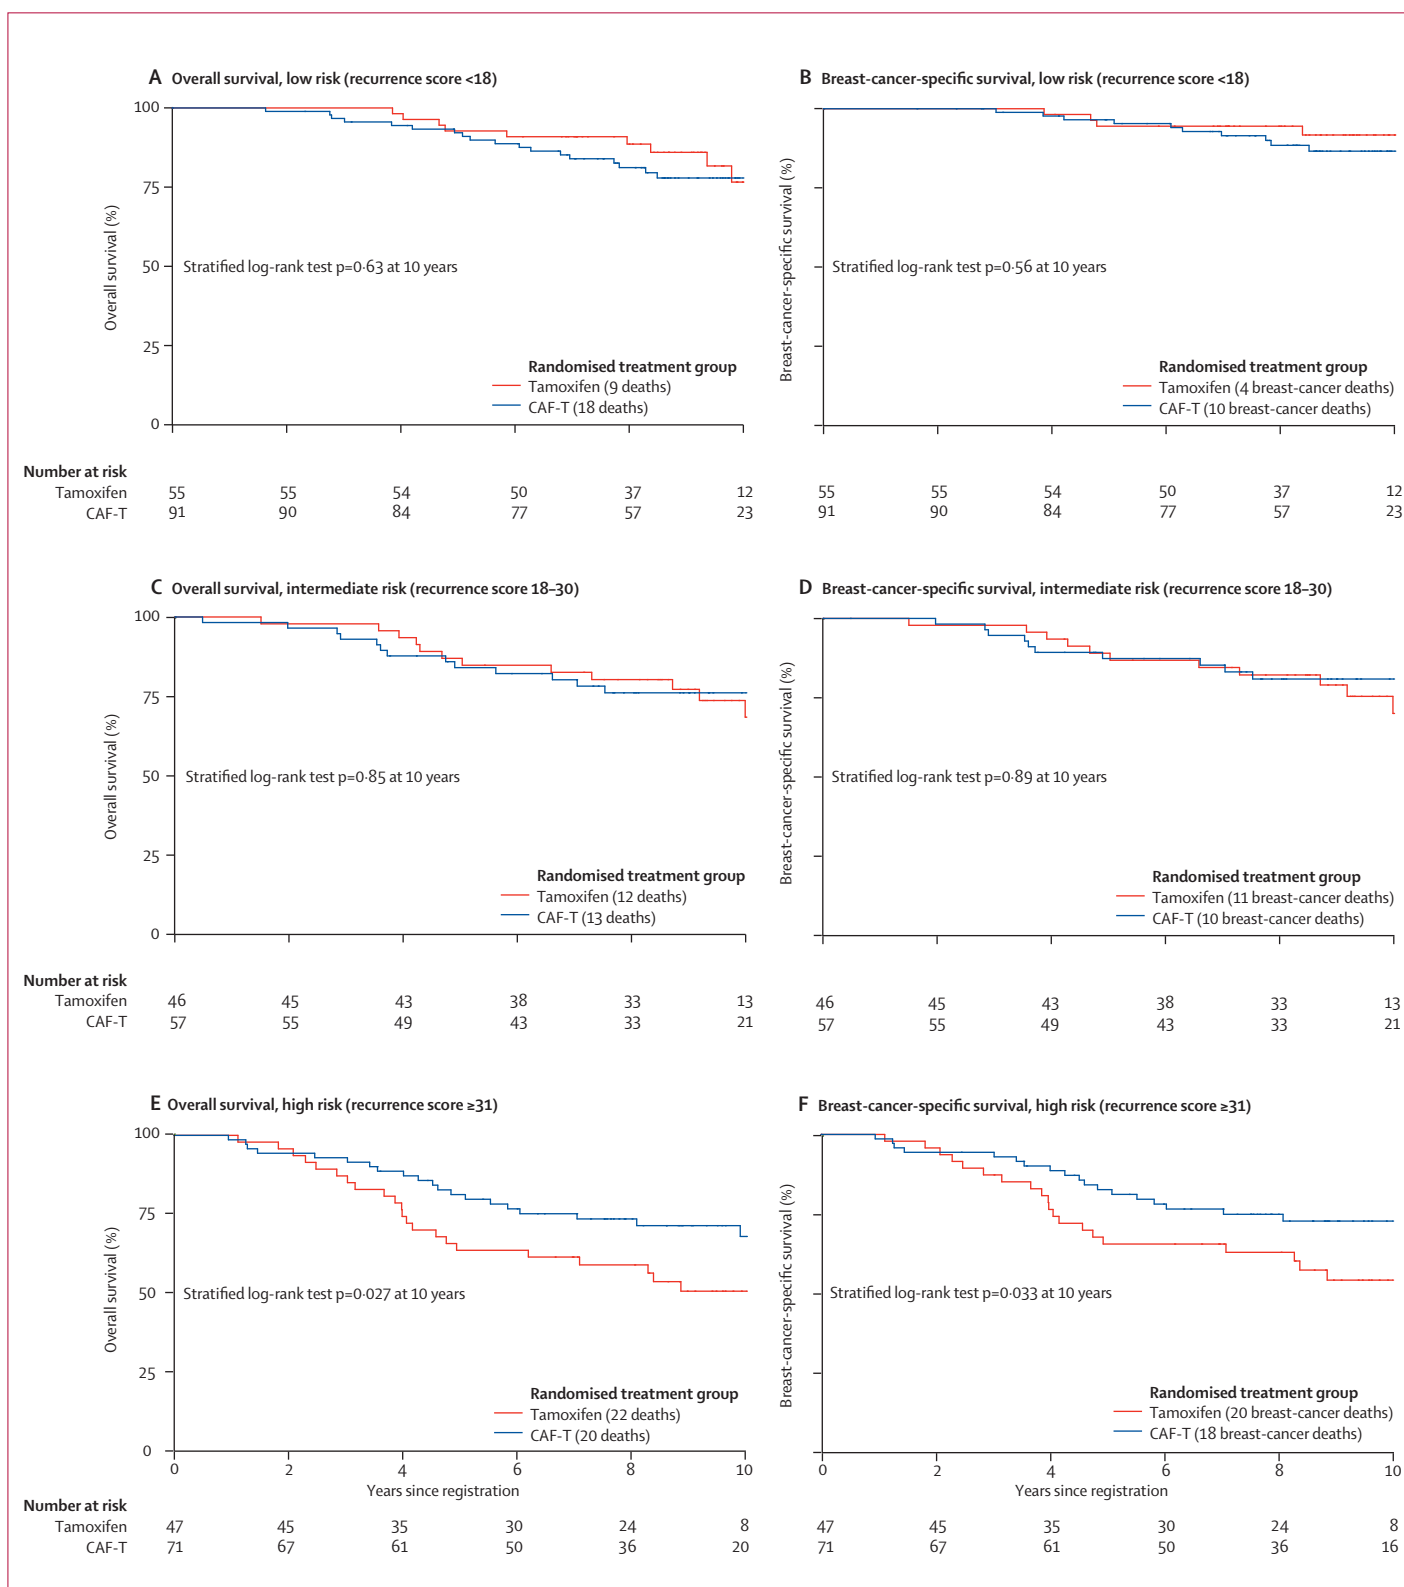 A Overall survival, low risk (recurrence score <18)
100
75
50
25
0
Overall survival (%)
Stratified log-rank test p=0·63 at 10 years
Randomised treatment group
Tamoxifen (9 deaths)
CAF-T (18 deaths)
B Breast-cancer-specific survival, low risk (recurrence score <18)
Breast-cancer-specific survival (%)
Stratified log-rank test p=0·56 at 10 years
Randomised treatment group
Tamoxifen (4 breast-cancer deaths)
CAF-T (10 breast-cancer deaths)
Number at risk
Tamoxifen 55 55 54 50 37 12 55 55 54 50 37 12
CAF-T 91 90 84 77 57 23 91 90 84 77 57 23
C Overall survival, intermediate risk (recurrence score 18–30)
100
75
50
25
0
Overall survival (%)
Stratified log-rank test p=0·85 at 10 years
Randomised treatment group
Tamoxifen (12 deaths)
CAF-T (13 deaths)
D Breast-cancer-specific survival, intermediate risk (recurrence score 18–30)
Breast-cancer-specific survival (%)
Stratified log-rank test p=0·89 at 10 years
Randomised treatment group
Tamoxifen (11 breast-cancer deaths)
CAF-T (10 breast-cancer deaths)
Number at risk
Tamoxifen 46 45 43 38 33 13 46 45 43 38 33 13
CAF-T 57 55 49 43 33 21 57 55 49 43 33 21
E Overall survival, high risk (recurrence score ≥31)
100
75
50
25
0
Overall survival (%)
Stratified log-rank test p=0·027 at 10 years
Randomised treatment group
Tamoxifen (22 deaths)
CAF-T (20 deaths)
0 2 4 6 8 10
Years since registration
F Breast-cancer-specific survival, high risk (recurrence score ≥31)
Breast-cancer-specific survival (%)
Stratified log-rank test p=0·033 at 10 years
Randomised treatment group
Tamoxifen (20 breast-cancer deaths)
CAF-T (18 breast-cancer deaths)
0 2 4 6 8 10
Years since registration
Number at risk
Tamoxifen 47 45 35 30 24 8 47 45 35 30 24 8
CAF-T 71 67 61 50 36 20 71 67 61 50 36 16